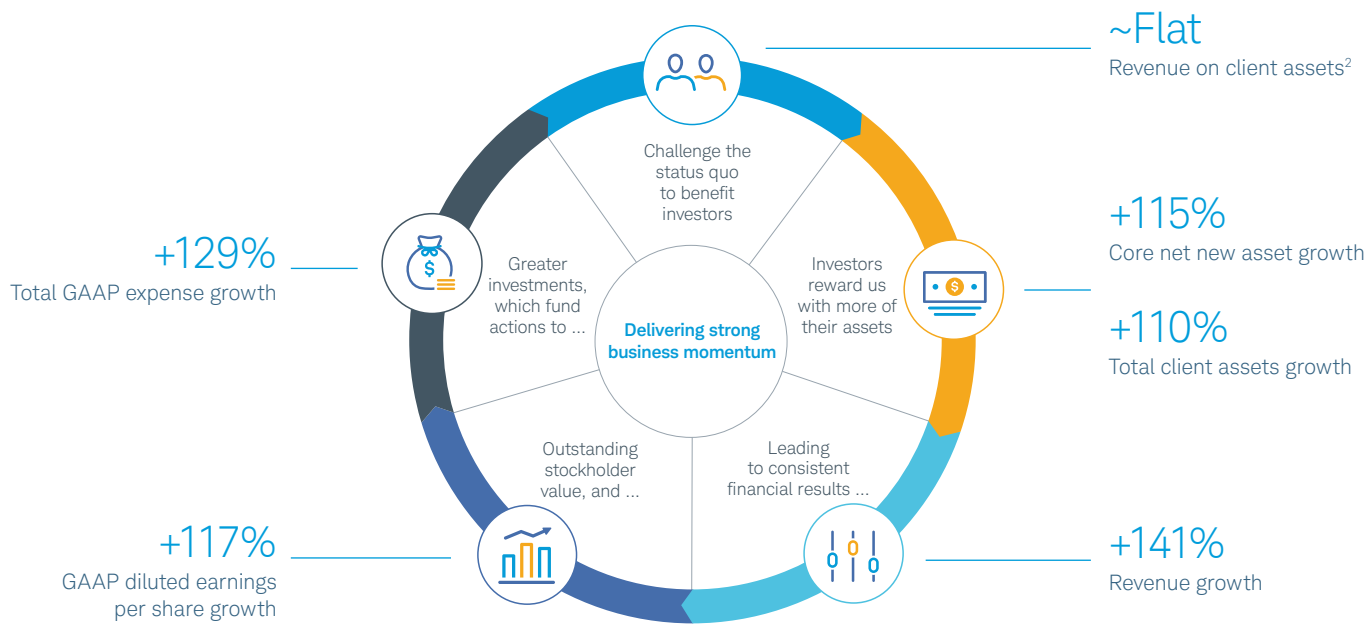 ~Flat
Revenue on client assets²
Challenge the
status quo
to benefit
investors
+115%
Core net new asset growth
+110%
Total client assets growth
Investors
reward us
with more of
their assets
$
Delivering strong
business momentum
Leading
to consistent
financial results ...
+141%
Revenue growth
Outstanding
stockholder
value, and ...
+117%
GAAP diluted earnings
per share growth
Greater
investments,
which fund
actions to ...
$
+129%
Total GAAP expense growth